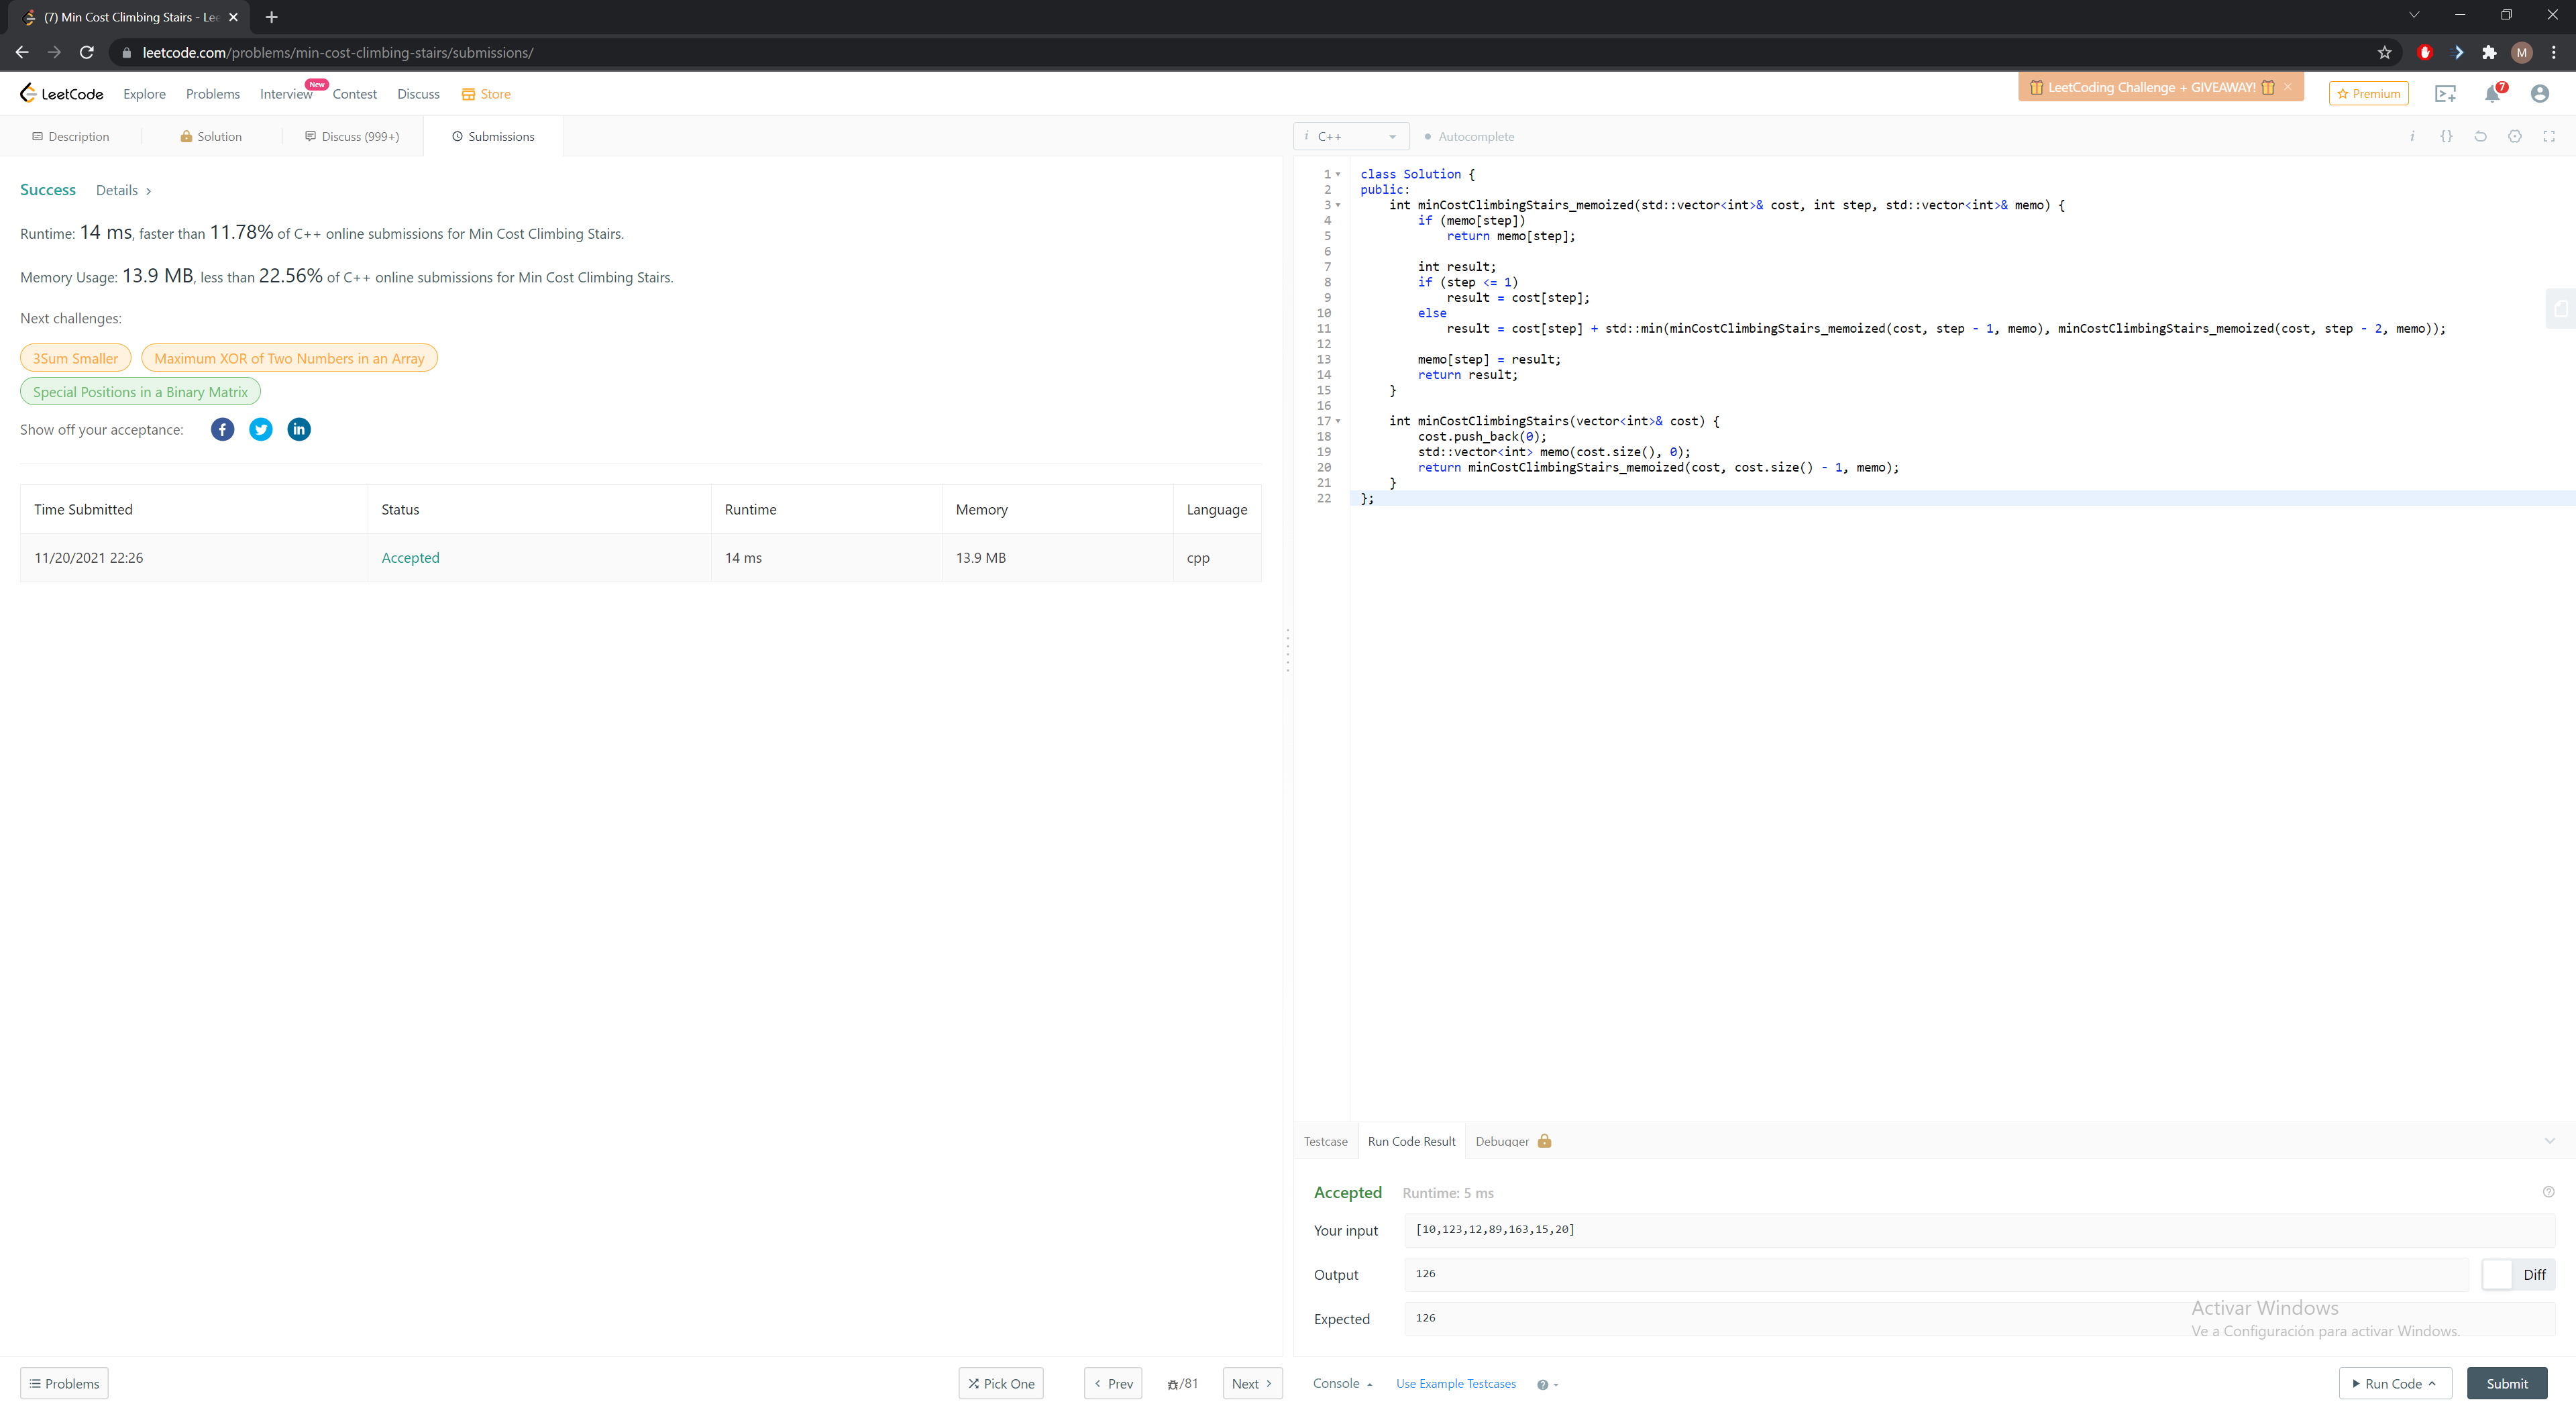 (7) Min Cost Climbing Stairs - Lee
leetcode.com/problems/min-cost-climbing-stairs/submissions/
M
LeetCode Explore Problems Interview New Contest Discuss Store
LeetCoding Challenge + GIVEAWAY! ×
Premium
7
Description Solution Discuss (999+) Submissions
i C++ Autocomplete
i {}
Success Details >
Runtime: 14 ms, faster than 11.78% of C++ online submissions for Min Cost Climbing Stairs.
Memory Usage: 13.9 MB, less than 22.56% of C++ online submissions for Min Cost Climbing Stairs.
Next challenges:
3Sum Smaller Maximum XOR of Two Numbers in an Array
Special Positions in a Binary Matrix
Show off your acceptance:
Time Submitted Status Runtime Memory Language
11/20/2021 22:26 Accepted 14 ms 13.9 MB cpp
1 class Solution {
2 public:
3 int minCostClimbingStairs_memoized(std::vector<int>& cost, int step, std::vector<int>& memo) {
4 if (memo[step])
5 return memo[step];
6
7 int result;
8 if (step <= 1)
9 result = cost[step];
10 else
11 result = cost[step] + std::min(minCostClimbingStairs_memoized(cost, step - 1, memo), minCostClimbingStairs_memoized(cost, step - 2, memo));
12
13 memo[step] = result;
14 return result;
15 }
16
17 int minCostClimbingStairs(vector<int>& cost) {
18 cost.push_back(0);
19 std::vector<int> memo(cost.size(), 0);
20 return minCostClimbingStairs_memoized(cost, cost.size() - 1, memo);
21 }
22 };
Testcase Run Code Result Debugger
Accepted Runtime: 5 ms
Your input [10,123,12,89,163,15,20]
Output 126 Diff
Expected 126
Activar Windows
Ve a Configuración para activar Windows.
Problems Pick One < Prev /81 Next >
Console Use Example Testcases
Run Code Submit